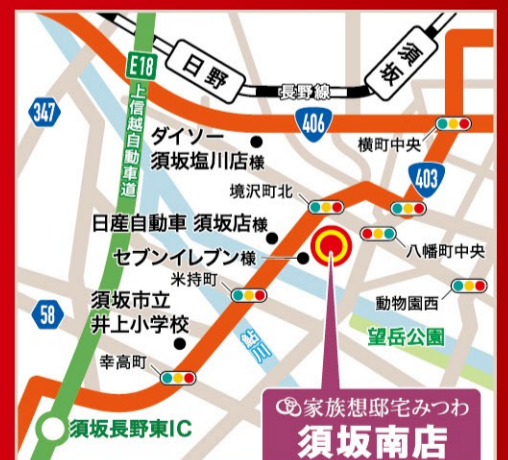 日野
須坂
E18
上信越自動車道
長野線
347
406
ダイソー
須坂塩川店様
横町中央
403
境沢町北
日産自動車 須坂店様
セブンイレブン様
八幡町中央
米持町
動物園西
須坂市立
井上小学校
58
鮎川
望岳公園
幸高町
須坂長野東IC
家族想邸宅みつわ
須坂南店